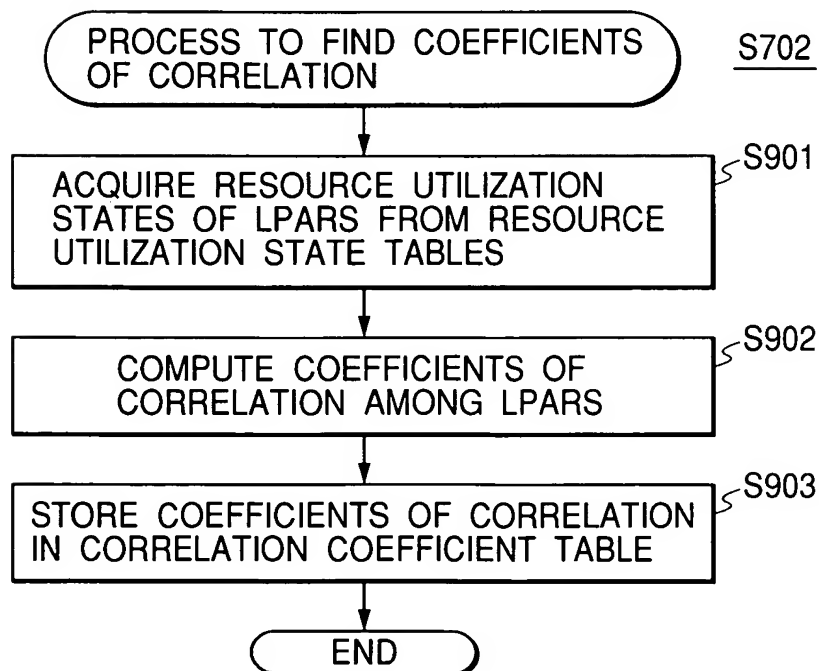 PROCESS TO FIND COEFFICIENTS
OF CORRELATION
S702
S901
ACQUIRE RESOURCE UTILIZATION
STATES OF LPARS FROM RESOURCE
UTILIZATION STATE TABLES
S902
COMPUTE COEFFICIENTS OF
CORRELATION AMONG LPARS
S903
STORE COEFFICIENTS OF CORRELATION
IN CORRELATION COEFFICIENT TABLE
END